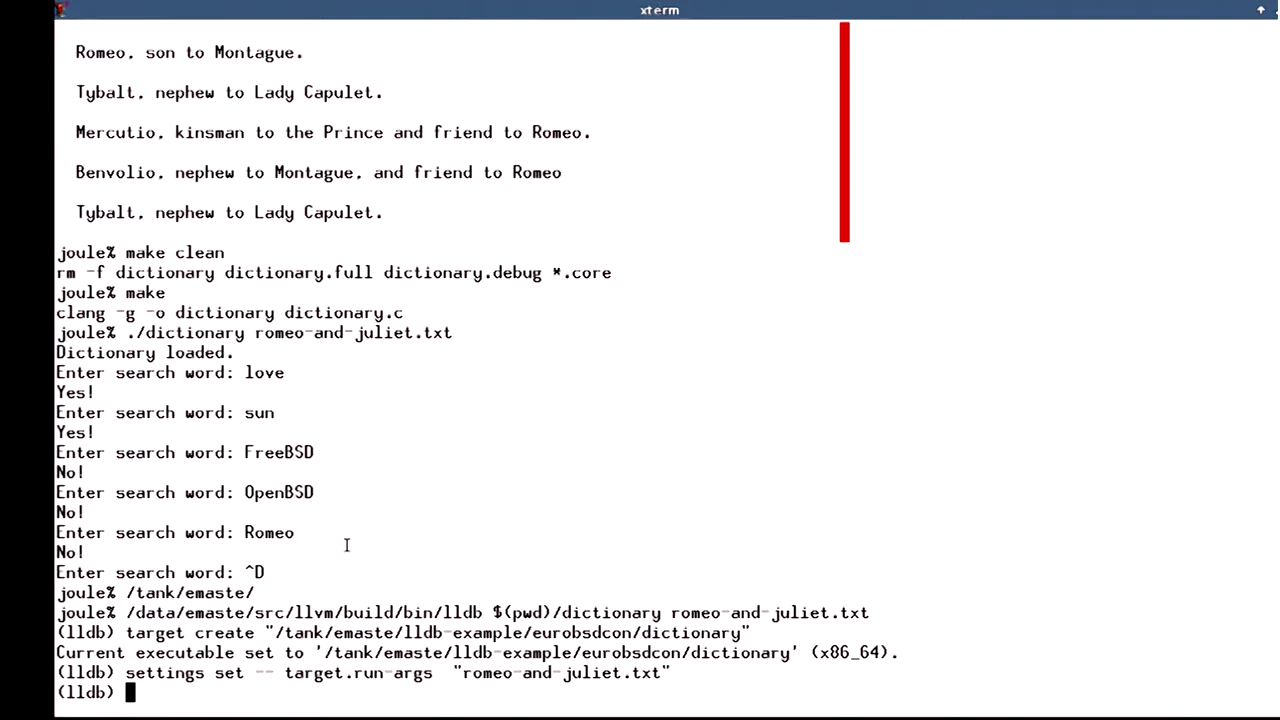 xterm
Romeo, son to Montague.
Tybalt, nephew to Lady Capulet.
Mercutio, kinsman to the Prince and friend to Romeo.
Benvolio, nephew to Montague, and friend to Romeo
Tybalt, nephew to Lady Capulet.
joule% make clean
rm -f dictionary dictionary.full dictionary.debug *.core
joule% make
clang -g -o dictionary dictionary.c
joule% ./dictionary romeo-and-juliet.txt
Dictionary loaded.
Enter search word: love
Yes!
Enter search word: sun
Yes!
Enter search word: FreeBSD
No!
Enter search word: OpenBSD
No!
Enter search word: Romeo
No!
Enter search word: ^D
joule% /tank/emaste/
joule% /data/emaste/src/llvm/build/bin/lldb $(pwd)/dictionary romeo-and-juliet.txt
(lldb) target create "/tank/emaste/lldb-example/eurobsdcon/dictionary"
Current executable set to '/tank/emaste/lldb-example/eurobsdcon/dictionary' (x86_64).
(lldb) settings set -- target.run-args  "romeo-and-juliet.txt"
(lldb)